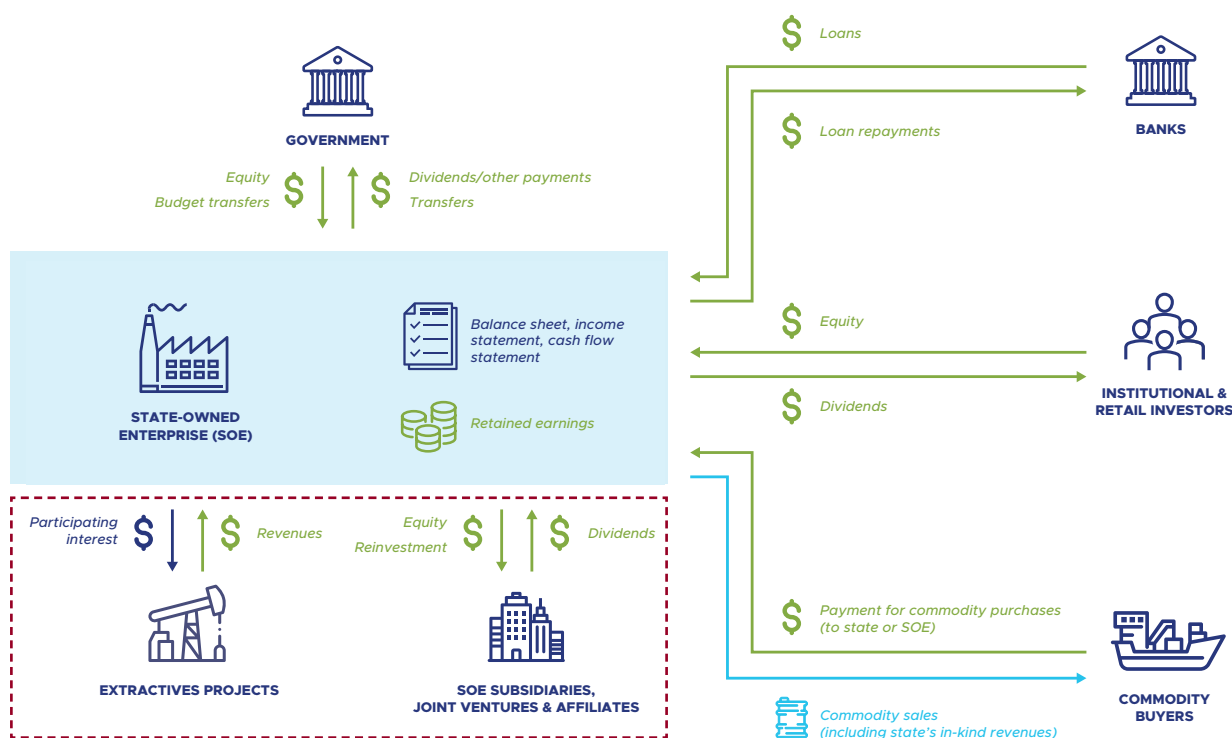 $ Loans
$ Loan repayments
BANKS
GOVERNMENT
Equity
Budget transfers
$
$
Dividends/other payments
Transfers
STATE-OWNED
ENTERPRISE (SOE)
Balance sheet, income
statement, cash flow
statement
Retained earnings
$ Equity
$ Dividends
INSTITUTIONAL &
RETAIL INVESTORS
Participating
interest
$
$ Revenues
Equity
Reinvestment
$
$ Dividends
EXTRACTIVES PROJECTS
SOE SUBSIDIARIES,
JOINT VENTURES & AFFILIATES
$ Payment for commodity purchases
(to state or SOE)
Commodity sales
(including state's in-kind revenues)
COMMODITY
BUYERS